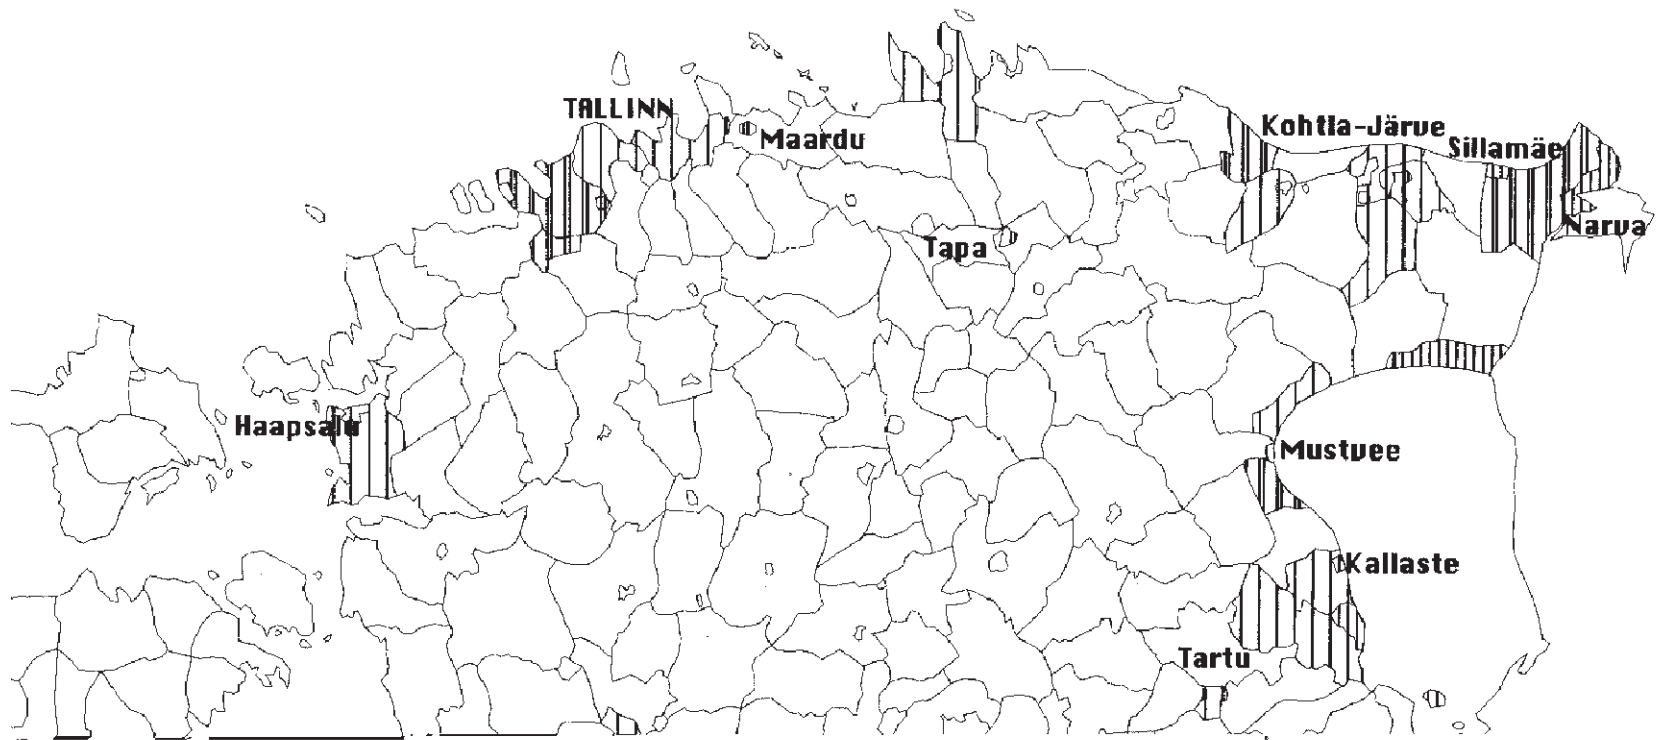 TALLINN
Maardu
Kohtla-Järve
Sillamäe
Narva
Tapa
Haapsalu
Mustvee
Kallaste
Tartu